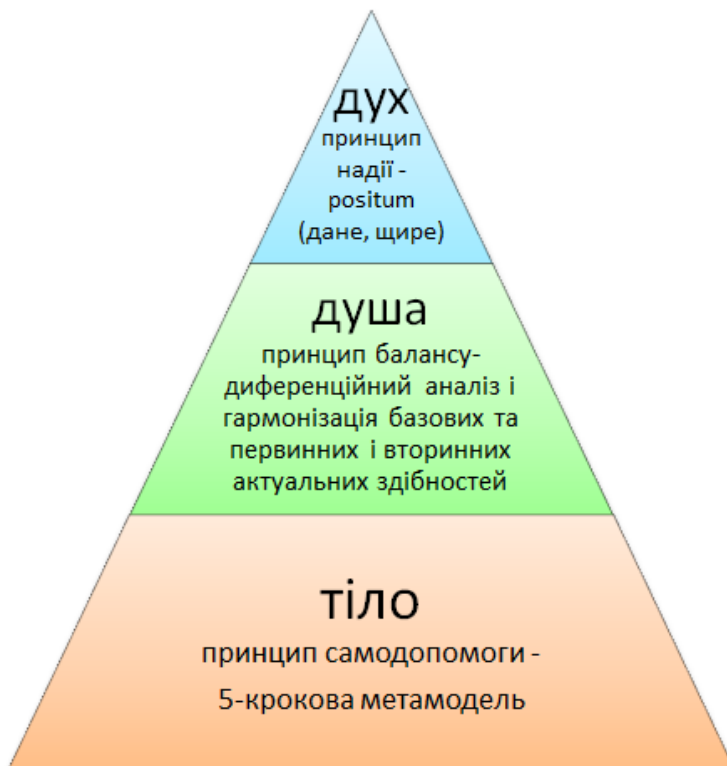 дух
принцип
надії -
positum
(дане, щире)
душа
принцип балансу-
диференційний аналіз і
гармонізація базових та
первинних і вторинних
актуальних здібностей
тіло
принцип самодопомоги -
5-крокова метамодель